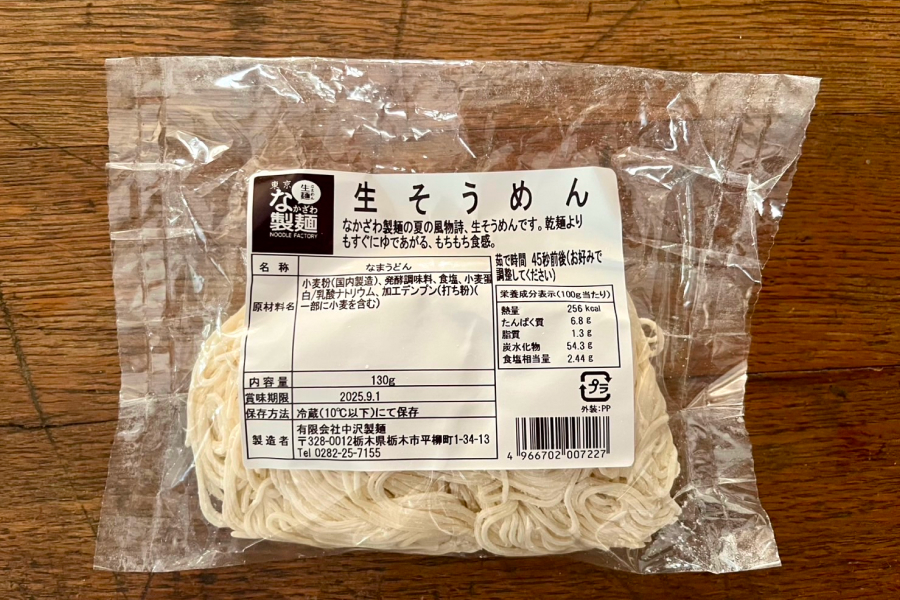 東京
生麺
なかざわ
製麺
NOODLE FACTORY
生そうめん
なかざわ製麺の夏の風物詩、生そうめんです。乾麺より
もすぐにゆであがる、もちもち食感。
茹で時間 45秒前後(お好みで
調整してください)
名称 なまうどん
原材料名 小麦粉(国内製造)、発酵調味料、食塩、小麦蛋
白/乳酸ナトリウム、加工デンプン(打ち粉)(
一部に小麦を含む)
内容量 130g
賞味期限 2025.9.1
保存方法 冷蔵(10℃以下)にて保存
製造者 有限会社中沢製麺
〒328-0012栃木県栃木市平柳町1-34-13
Tel 0282-25-7155
栄養成分表示(100g当たり)
熱量 256 kcal
たんぱく質 6.8 g
脂質 1.3 g
炭水化物 54.3 g
食塩相当量 2.44 g
プラ
外装:PP
4 966702 007227